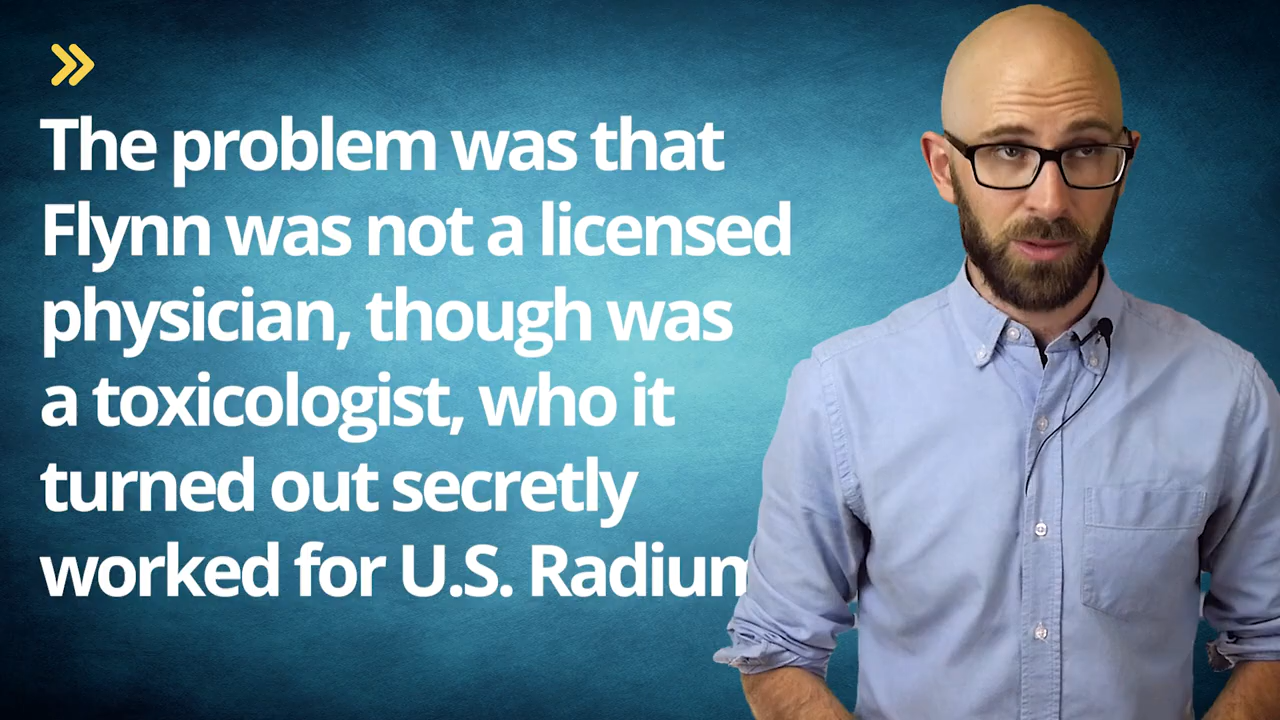 The problem was that
Flynn was not a licensed
physician, though was
a toxicologist, who it
turned out secretly
worked for U.S. Radium